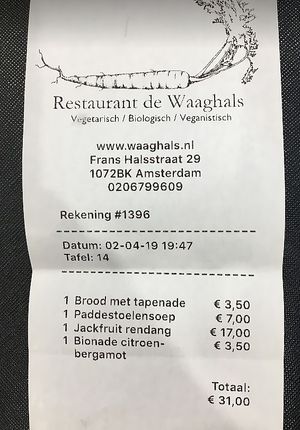 Restaurant de Waaghals
Vegetarisch / Biologisch / Veganistisch
www.waaghals.nl
Frans Halsstraat 29
1072BK Amsterdam
0206799609
Rekening #1396
Datum: 02-04-19 19:47
Tafel: 14
1 Brood met tapenade € 3,50
1 Paddestoelensoep € 7,00
1 Jackfruit rendang € 17,00
1 Bionade citroen- € 3,50
bergamot
Totaal:
€ 31,00